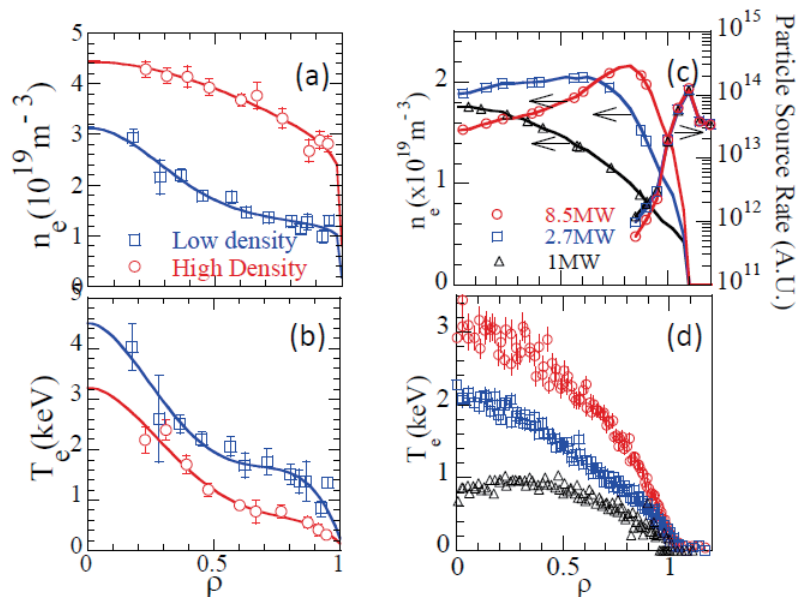 5
4
3
2
1
0
n_e (10^19 m^-3)
(a)
Low density
High Density
4
3
2
1
0
T_e (keV)
(b)
0
0.5
1
ρ
2
1
0
n_e (x10^19 m^-3)
(c)
10^15
10^14
10^13
10^12
10^11
Particle Source Rate (A.U.)
8.5MW
2.7MW
1MW
3
2
1
0
T_e (keV)
(d)
0
0.5
1
ρ